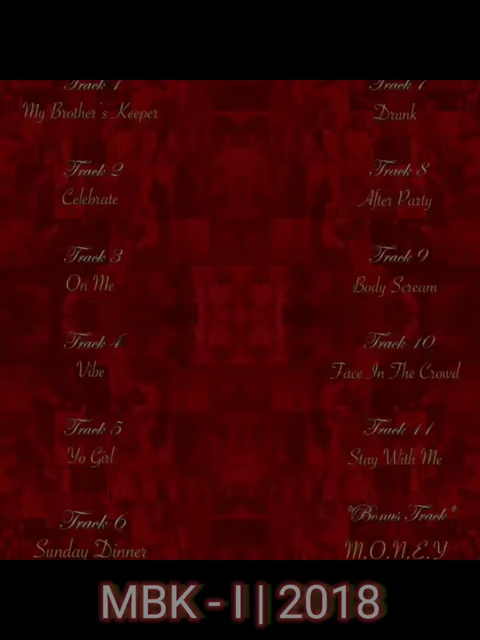 Track 1
My Brother's Keeper
Track 2
Celebrate
Track 3
On Me
Track 4
Vibe
Track 5
Yo Girl
Track 6
Sunday Dinner
Track 7
Drunk
Track 8
After Party
Track 9
Body Scream
Track 10
Face In The Crowd
Track 11
Stay With Me
*Bonus Track*
M.O.N.E.Y
MBK - I | 2018